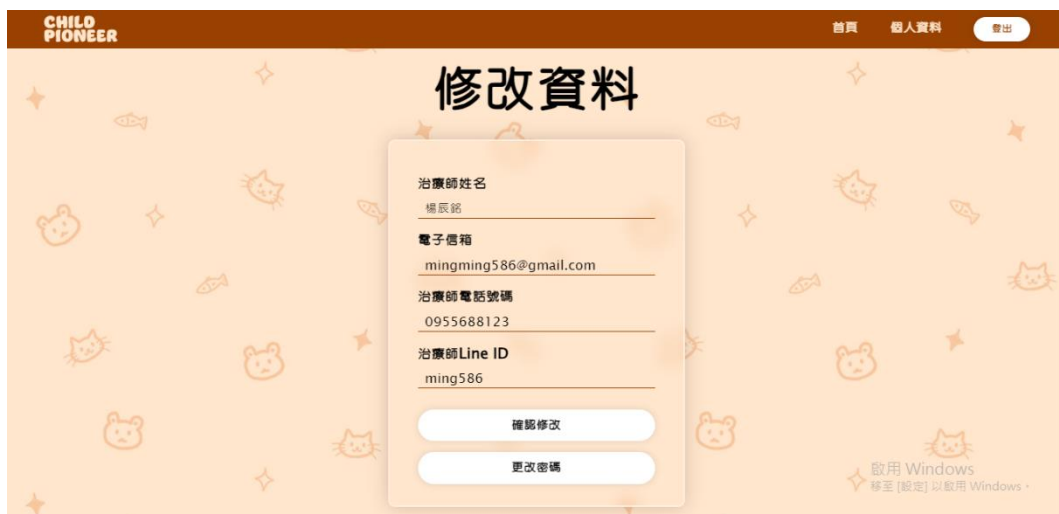 CHILD
PIONEER
首頁 個人資料 登出
修改資料
治療師姓名
楊辰銘
電子信箱
mingming586@gmail.com
治療師電話號碼
0955688123
治療師Line ID
ming586
確認修改
更改密碼
啟用 Windows
移至 [設定] 以啟用 Windows。